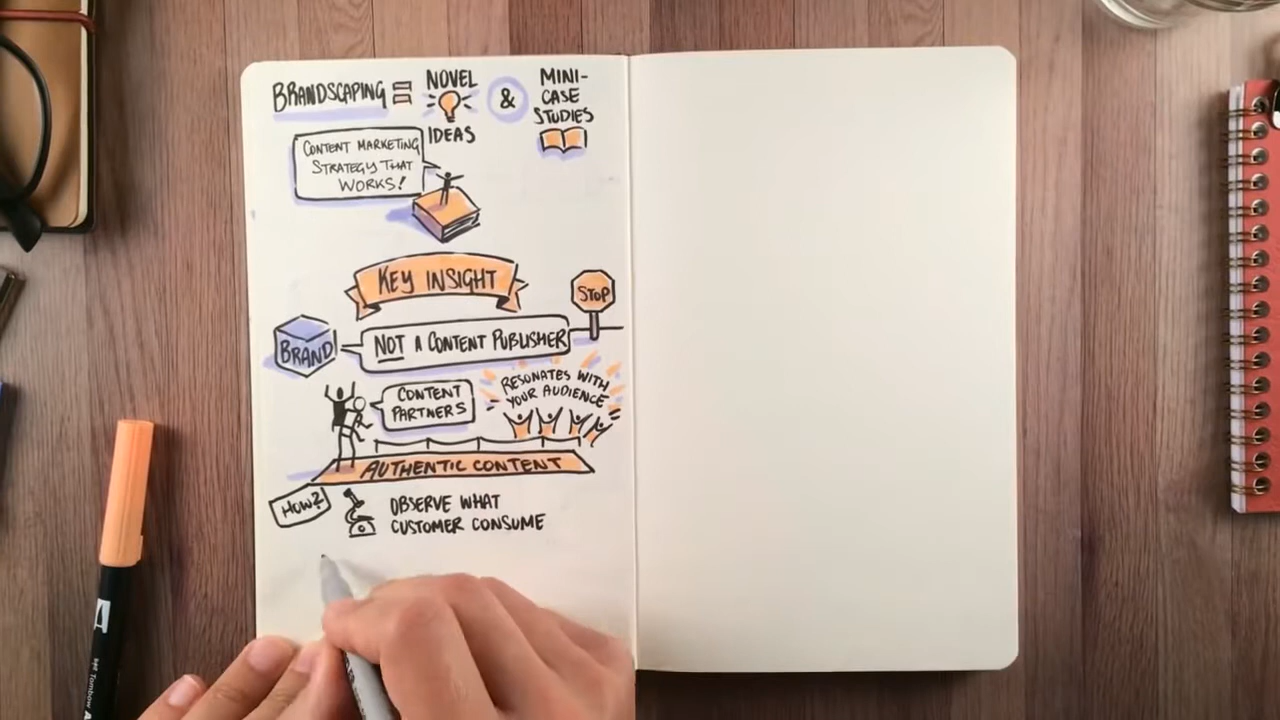 BRANDSCAPING = NOVEL IDEAS & MINI-CASE STUDIES
CONTENT MARKETING
STRATEGY THAT
WORKS!
KEY INSIGHT
STOP
BRAND
NOT A CONTENT PUBLISHER
CONTENT
PARTNERS
RESONATES WITH
YOUR AUDIENCE
AUTHENTIC CONTENT
HOW?
OBSERVE WHAT
CUSTOMER CONSUME
Tombow